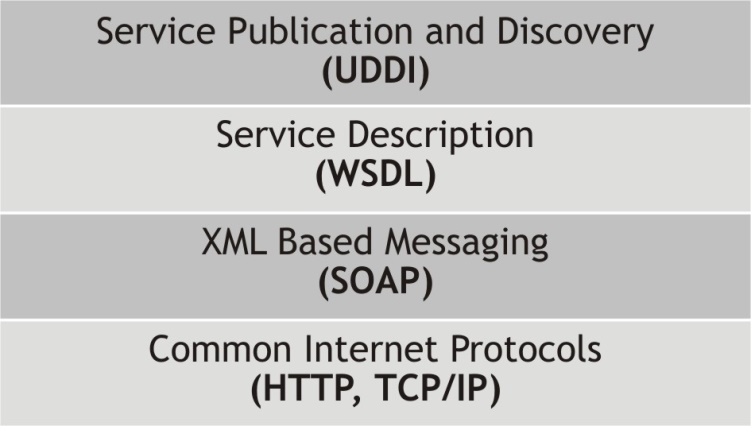 Service Publication and Discovery
(UDDI)
Service Description
(WSDL)
XML Based Messaging
(SOAP)
Common Internet Protocols
(HTTP, TCP/IP)